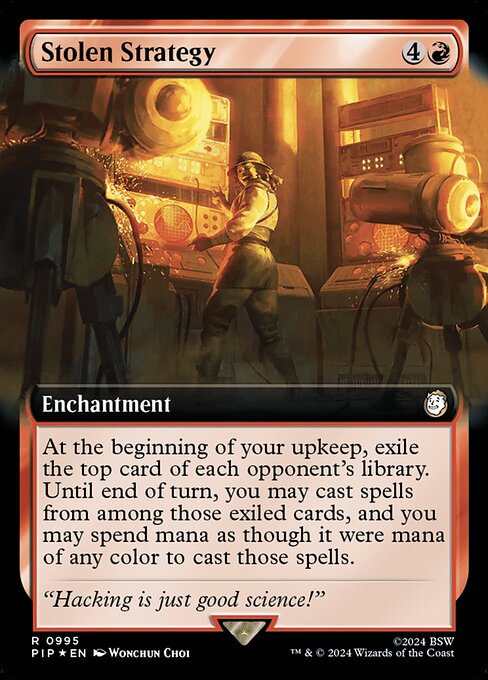 Stolen Strategy 4
Enchantment
At the beginning of your upkeep, exile
the top card of each opponent's library.
Until end of turn, you may cast spells
from among those exiled cards, and you
may spend mana as though it were mana
of any color to cast those spells.
“Hacking is just good science!”
R 0995 ©2024 BSW
PIP★EN Wonchun Choi ™ & © 2024 Wizards of the Coast